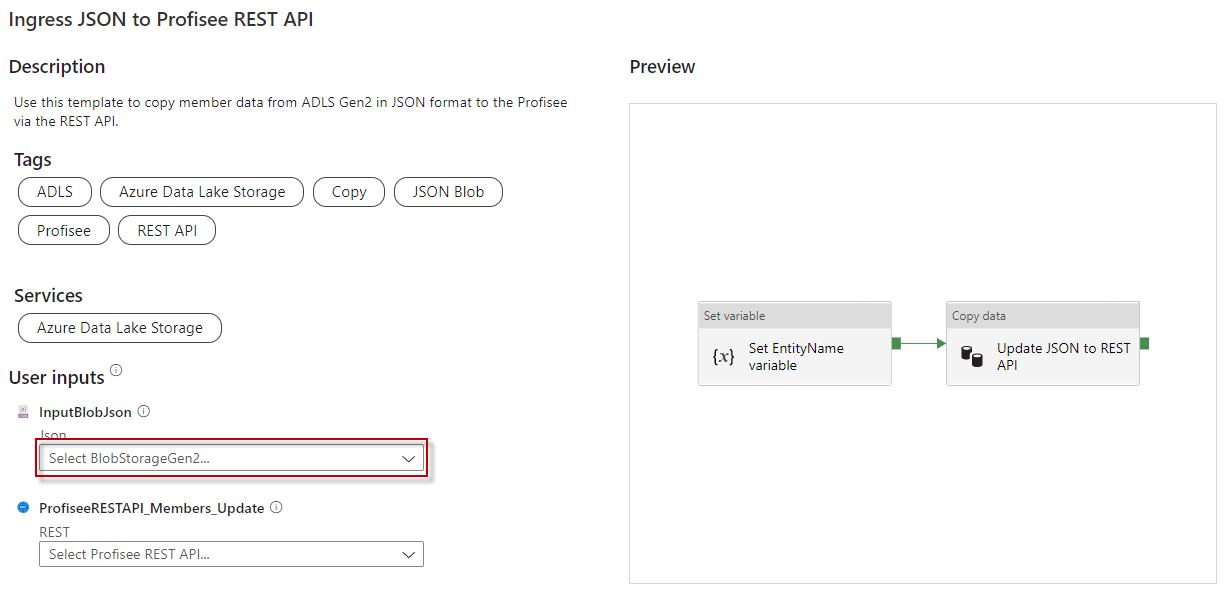 Ingress JSON to Profisee REST API
Description
Use this template to copy member data from ADLS Gen2 in JSON format to the Profisee
via the REST API.
Tags
ADLS
Azure Data Lake Storage
Copy
JSON Blob
Profisee
REST API
Services
Azure Data Lake Storage
User inputs
InputBlobJson
Json
Select BlobStorageGen2...
ProfiseeRESTAPI_Members_Update
REST
Select Profisee REST API...
Preview
Set variable
{x}
Set EntityName
variable
Copy data
Update JSON to REST
API